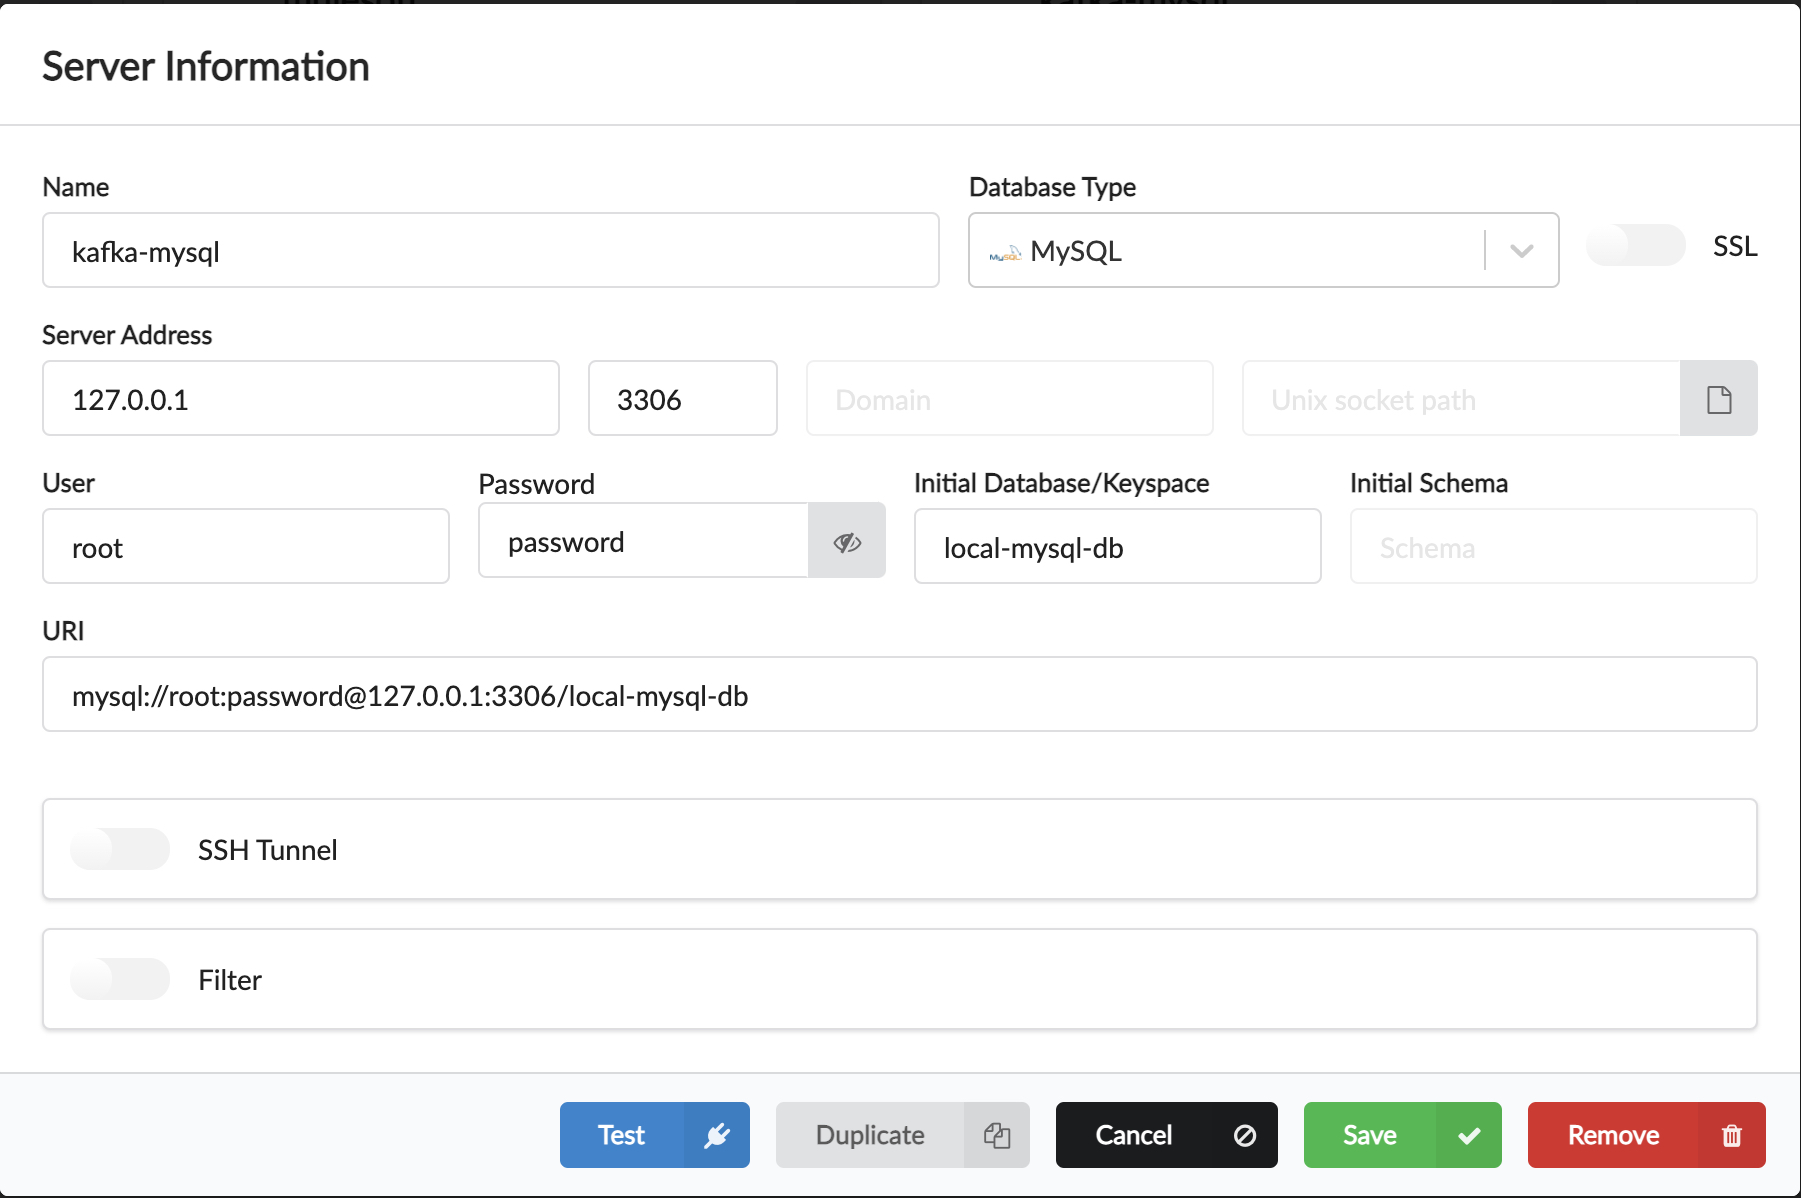 Server Information
Name
Database Type
kafka-mysql
MySQL MySQL
SSL
Server Address
127.0.0.1
3306
Domain
Unix socket path
User
Password
Initial Database/Keyspace
Initial Schema
root
password
local-mysql-db
Schema
URI
mysql://root:password@127.0.0.1:3306/local-mysql-db
SSH Tunnel
Filter
Test
Duplicate
Cancel
Save
Remove